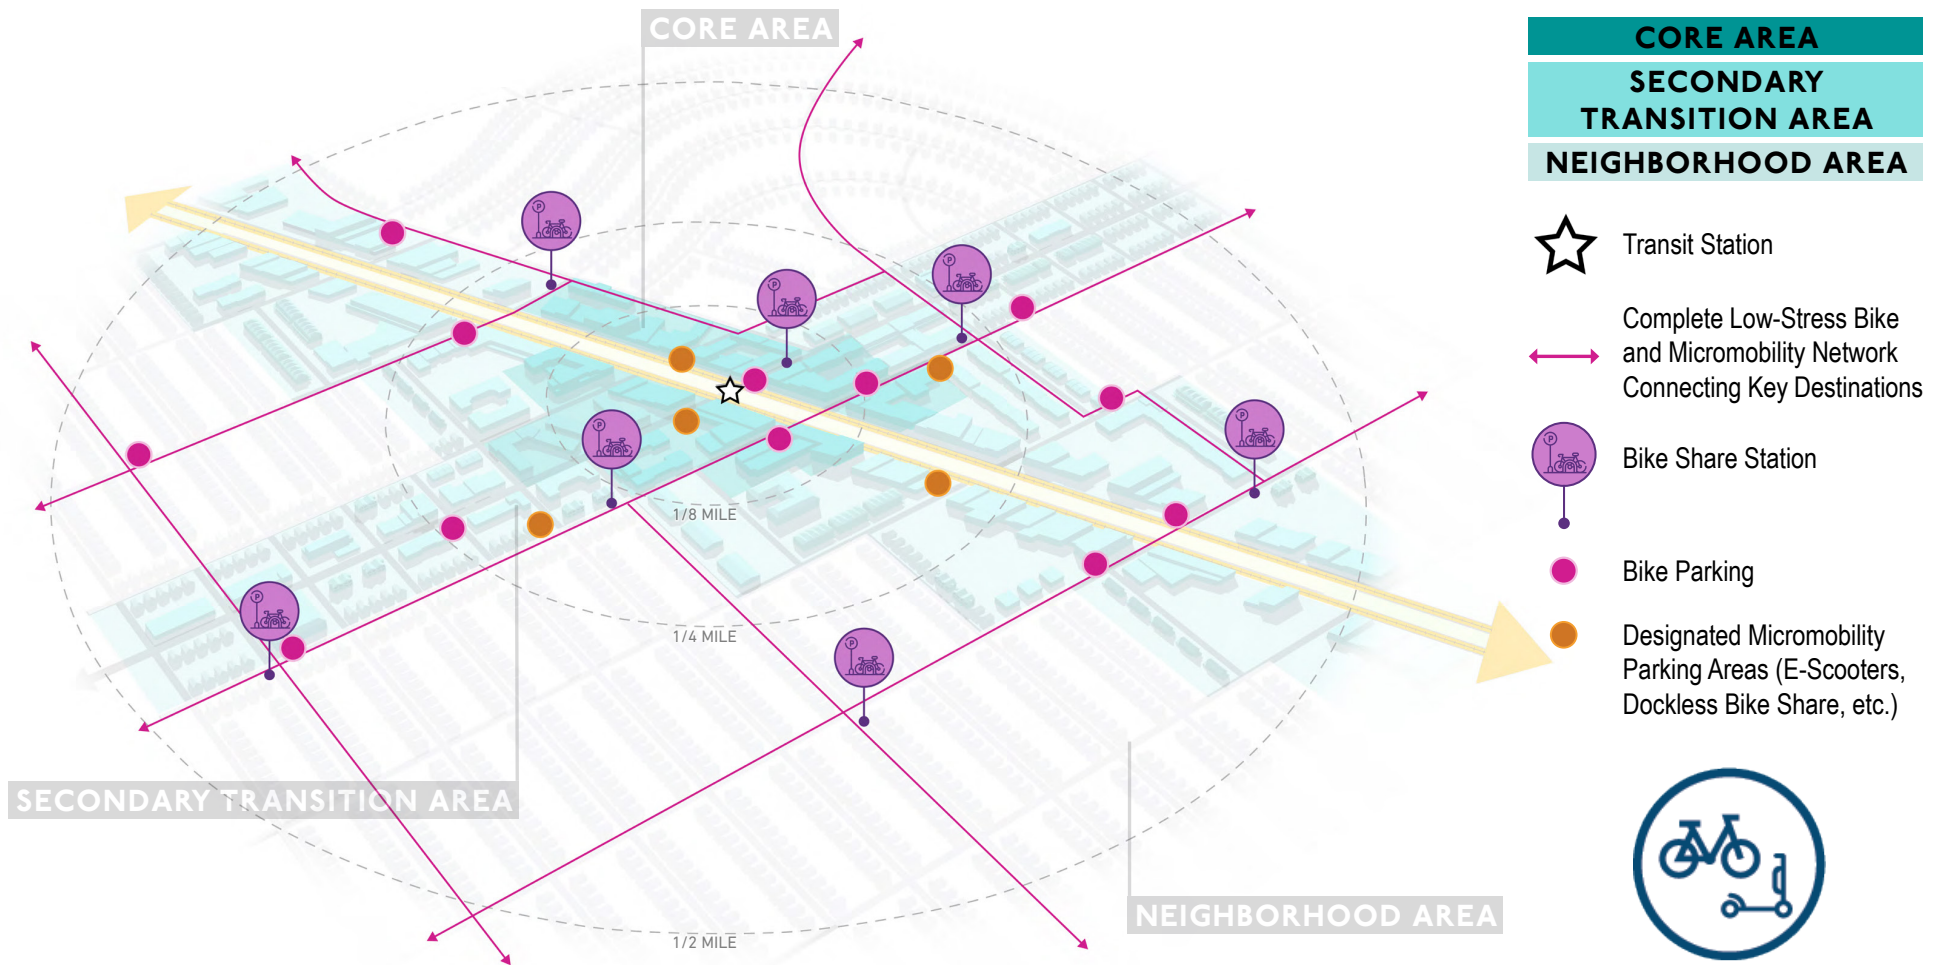 CORE AREA
1/8 MILE
1/4 MILE
SECONDARY TRANSITION AREA
NEIGHBORHOOD AREA
1/2 MILE
CORE AREA
SECONDARY
TRANSITION AREA
NEIGHBORHOOD AREA
Transit Station
Complete Low-Stress Bike
and Micromobility Network
Connecting Key Destinations
P
Bike Share Station
Bike Parking
Designated Micromobility
Parking Areas (E-Scooters,
Dockless Bike Share, etc.)
P
P
P
P
P
P
P